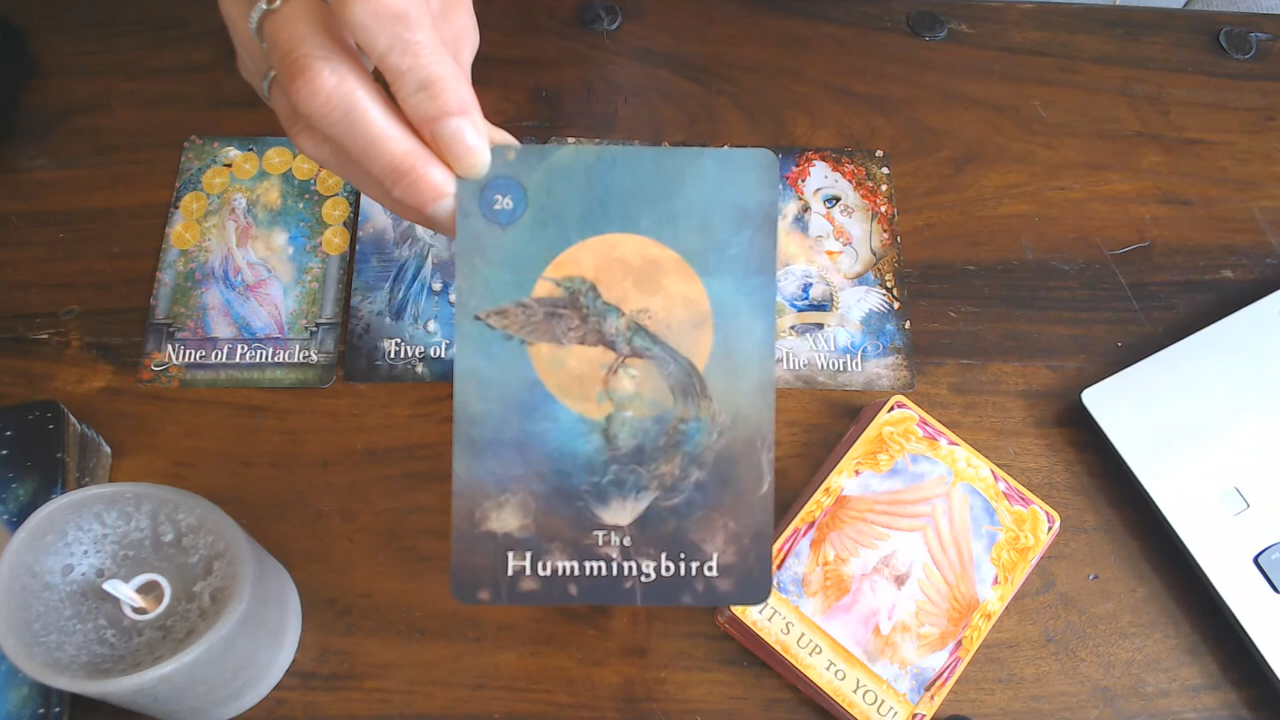 26
The
Hummingbird
Nine of Pentacles
Five of
XXI
The World
IT'S UP to YOU!